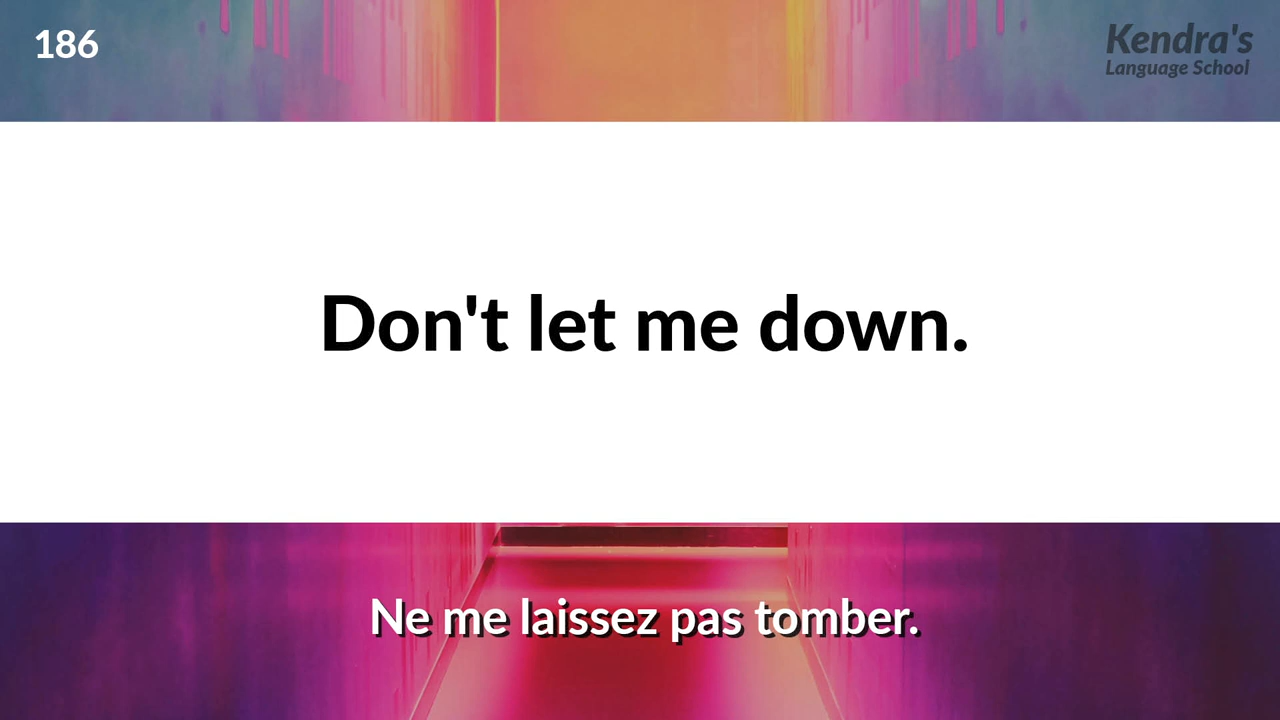 186
Kendra's
Language School
Don't let me down.
Ne me laissez pas tomber.